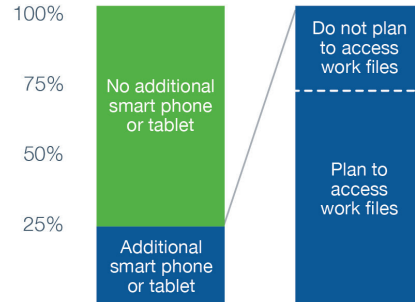 100%
75%
50%
25%
No additional
smart phone
or tablet
Additional
smart phone
or tablet
Do not plan
to access
work files
Plan to
access
work files